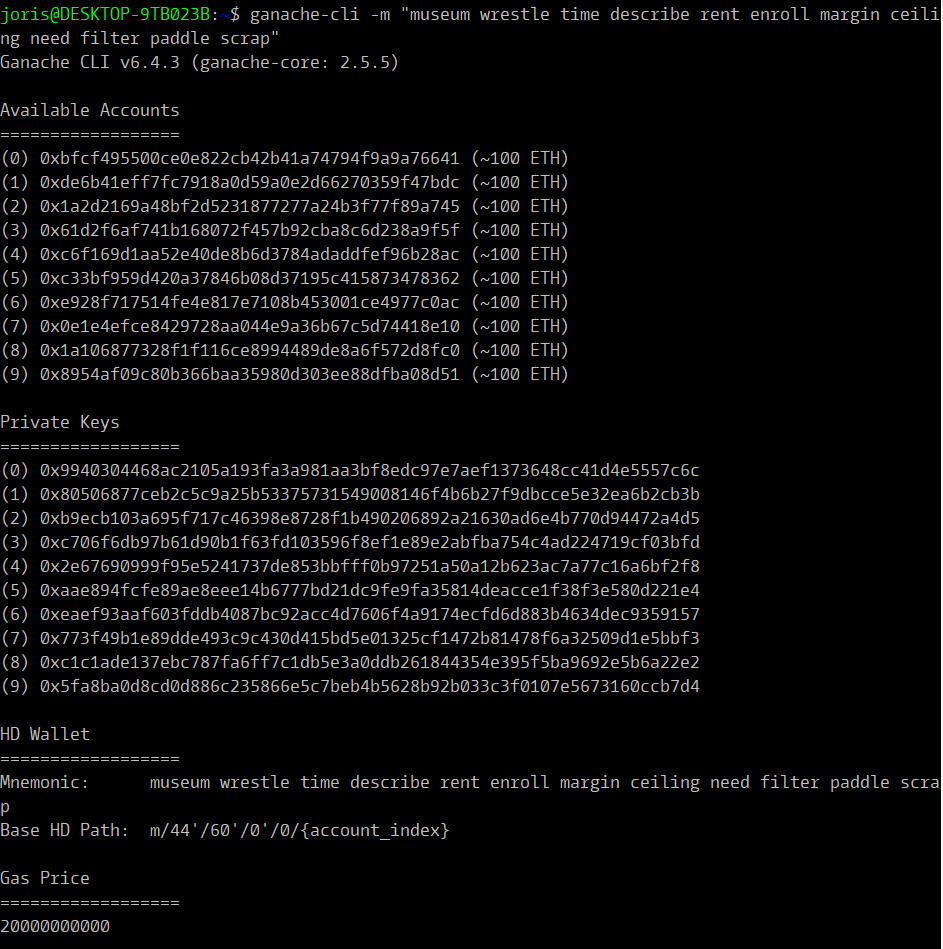 joris@DESKTOP-9TB023B:~$ ganache-cli -m "museum wrestle time describe rent enroll margin ceili
ng need filter paddle scrap"
Ganache CLI v6.4.3 (ganache-core: 2.5.5)
Available Accounts
==================
(0) 0xbfcf495500ce0e822cb42b41a74794f9a9a76641 (~100 ETH)
(1) 0xde6b41eff7fc7918a0d59a0e2d66270359f47bdc (~100 ETH)
(2) 0x1a2d2169a48bf2d5231877277a24b3f77f89a745 (~100 ETH)
(3) 0x61d2f6af741b168072f457b92cba8c6d238a9f5f (~100 ETH)
(4) 0xc6f169d1aa52e40de8b6d3784adaddfef96b28ac (~100 ETH)
(5) 0xc33bf959d420a37846b08d37195c415873478362 (~100 ETH)
(6) 0xe928f717514fe4e817e7108b453001ce4977c0ac (~100 ETH)
(7) 0x0e1e4efce8429728aa044e9a36b67c5d74418e10 (~100 ETH)
(8) 0x1a106877328f1f116ce8994489de8a6f572d8fc0 (~100 ETH)
(9) 0x8954af09c80b366baa35980d303ee88dfba08d51 (~100 ETH)
Private Keys
==================
(0) 0x9940304468ac2105a193fa3a981aa3bf8edc97e7aef1373648cc41d4e5557c6c
(1) 0x80506877ceb2c5c9a25b53375731549008146f4b6b27f9dbcce5e32ea6b2cb3b
(2) 0xb9ecb103a695f717c46398e8728f1b490206892a21630ad6e4b770d94472a4d5
(3) 0xc706f6db97b61d90b1f63fd103596f8ef1e89e2abfba754c4ad224719cf03bfd
(4) 0x2e67690999f95e5241737de853bbfff0b97251a50a12b623ac7a77c16a6bf2f8
(5) 0xaae894fcfe89ae8eee14b6777bd21dc9fe9fa35814deacce1f38f3e580d221e4
(6) 0xeaef93aaf603fddb4087bc92acc4d7606f4a9174ecfd6d883b4634dec9359157
(7) 0x773f49b1e89dde493c9c430d415bd5e01325cf1472b81478f6a32509d1e5bbf3
(8) 0xc1c1ade137ebc787fa6ff7c1db5e3a0ddb261844354e395f5ba9692e5b6a22e2
(9) 0x5fa8ba0d8cd0d886c235866e5c7beb4b5628b92b033c3f0107e5673160ccb7d4
HD Wallet
==================
Mnemonic:      museum wrestle time describe rent enroll margin ceiling need filter paddle scra
p
Base HD Path:  m/44'/60'/0'/0/{account_index}
Gas Price
==================
20000000000